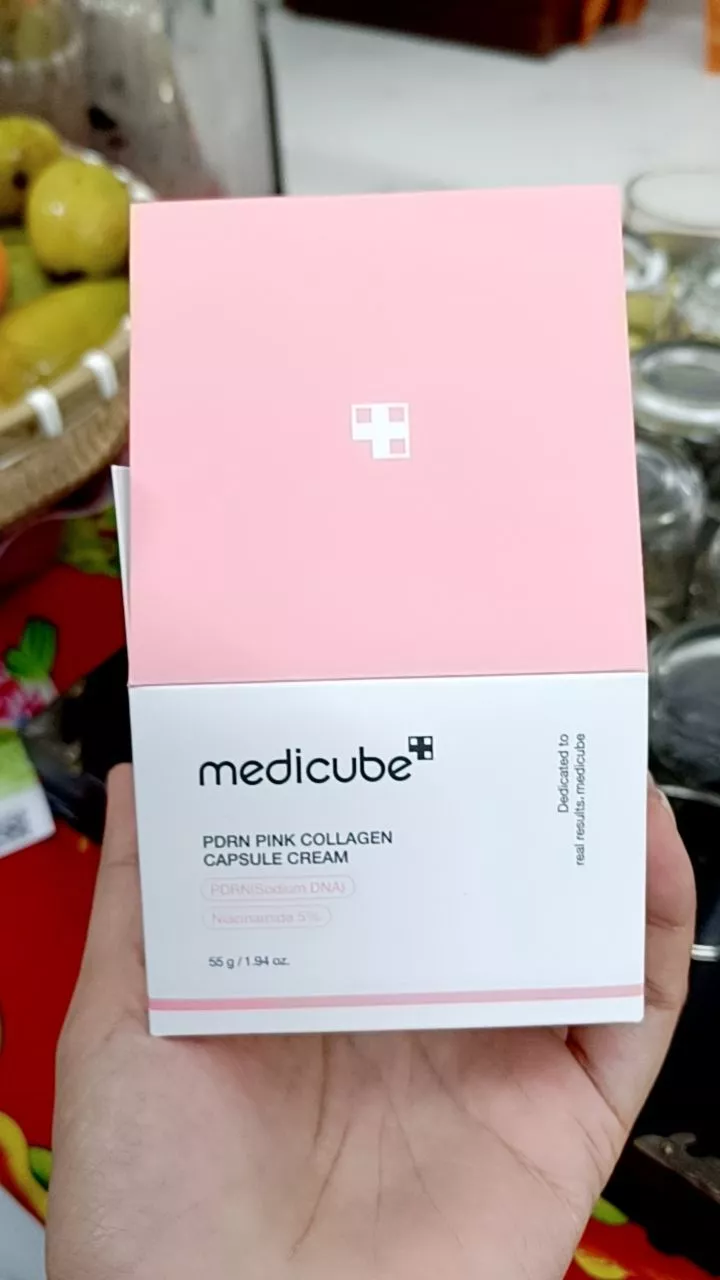 medicube
PDRN PINK COLLAGEN
CAPSULE CREAM
PDRN(Sodium DNA)
Niacinamide 5%
55 g / 1.94 oz.
Dedicated to
real results, medicube